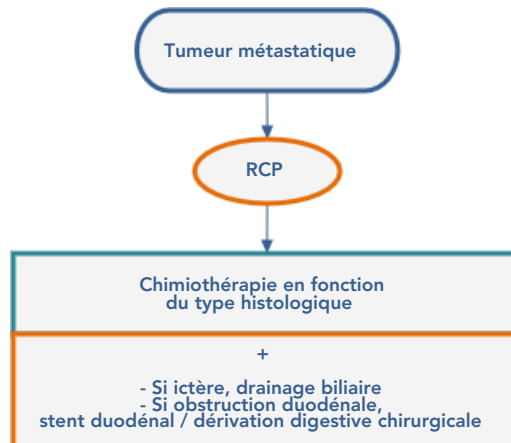 Tumeur métastatique
RCP
Chimiothérapie en fonction
du type histologique
+
- Si ictère, drainage biliaire
- Si obstruction duodénale,
stent duodénal / dérivation digestive chirurgicale